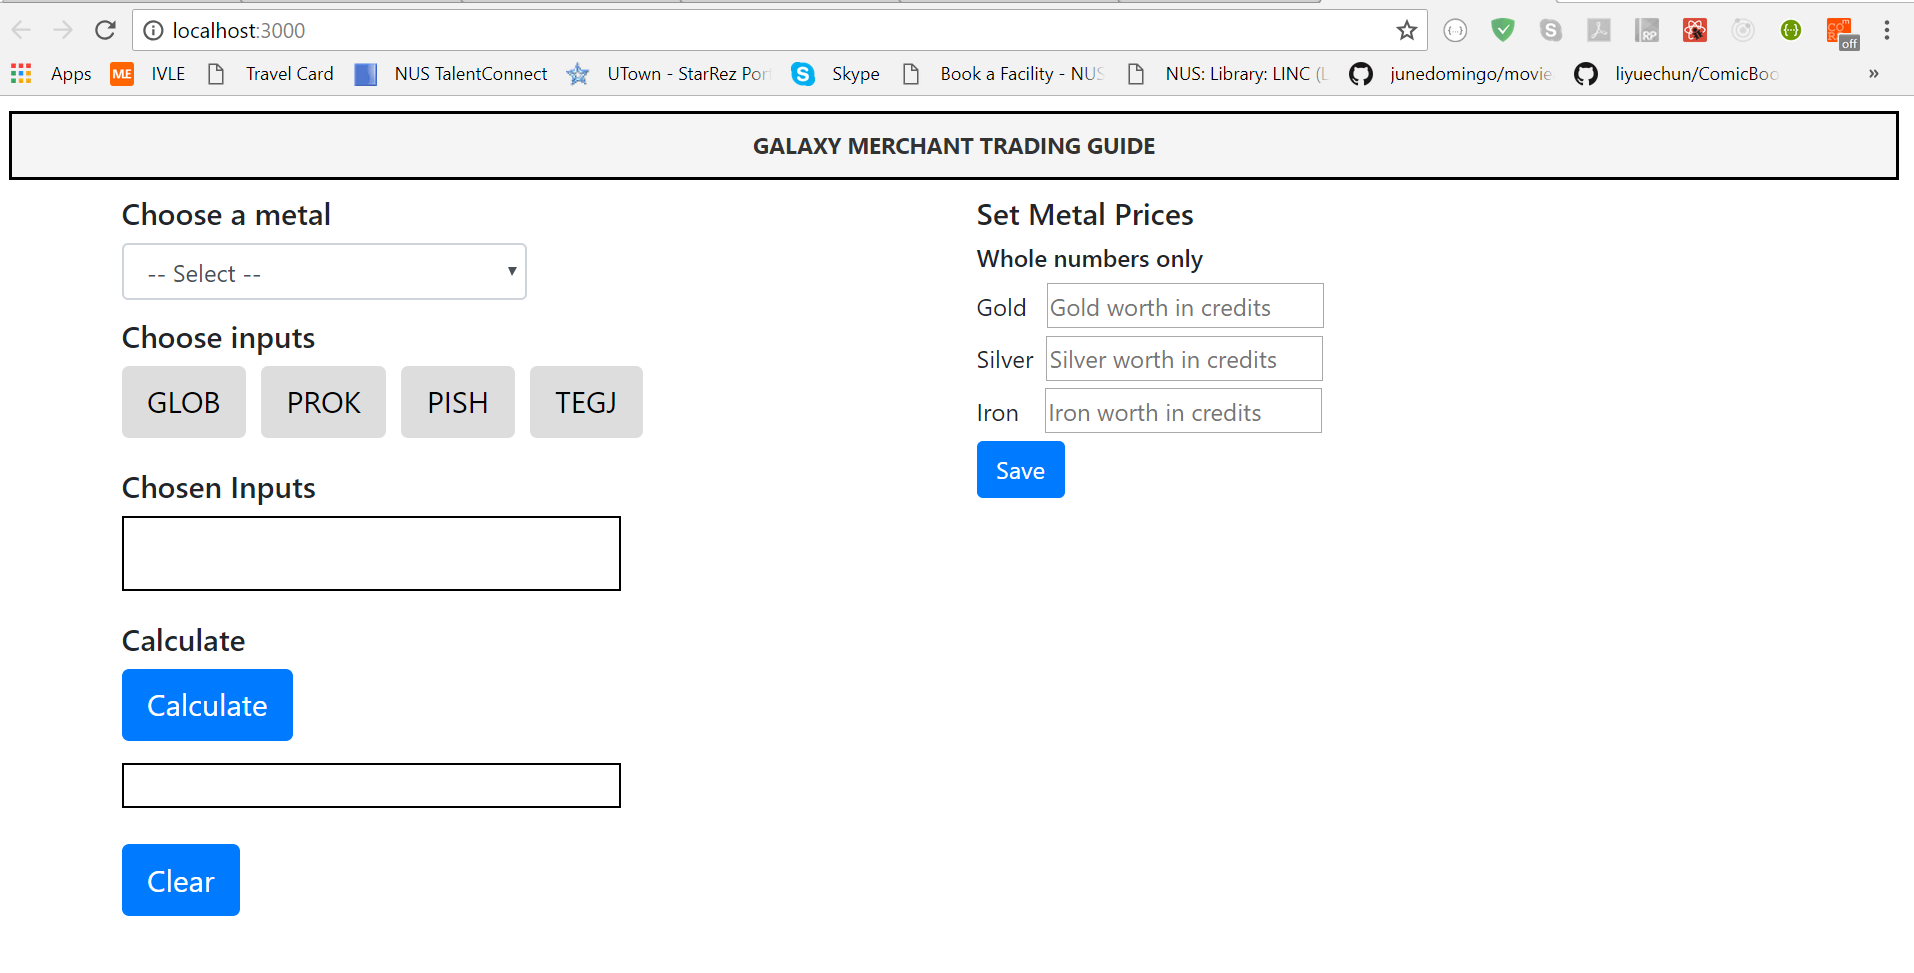 localhost:3000
off
Apps ME IVLE Travel Card NUS TalentConnect UTown - StarRez Por Skype Book a Facility - NUS NUS: Library: LINC (L junedomingo/movie liyuechun/ComicBoo »
GALAXY MERCHANT TRADING GUIDE
Choose a metal
-- Select --
Choose inputs
GLOB PROK PISH TEGJ
Chosen Inputs
Calculate
Calculate
Clear
Set Metal Prices
Whole numbers only
Gold Gold worth in credits
Silver Silver worth in credits
Iron Iron worth in credits
Save